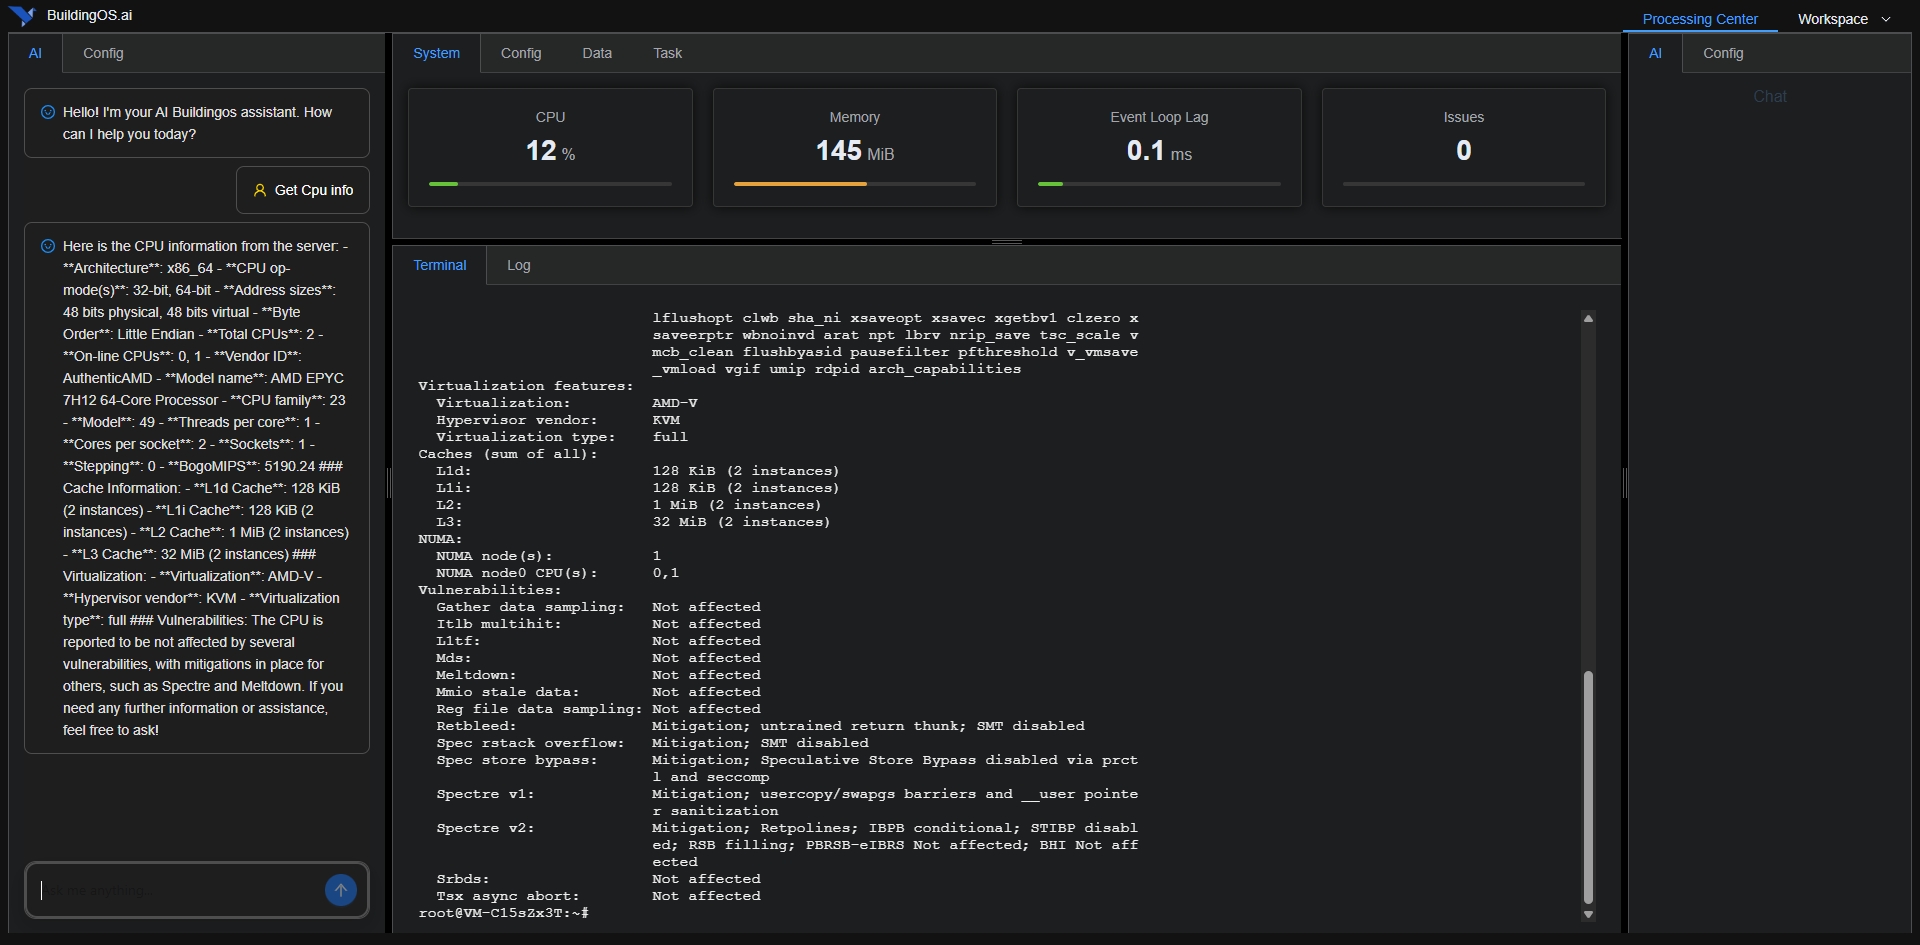 BuildingOS.ai
Processing Center
Workspace
AI
Config
Hello! I'm your AI Buildingos assistant. How
can I help you today?
Get Cpu info
Here is the CPU information from the server: -
**Architecture**: x86_64 - **CPU op-
mode(s)**: 32-bit, 64-bit - **Address sizes**:
48 bits physical, 48 bits virtual - **Byte
Order**: Little Endian - **Total CPUs**: 2 -
**On-line CPUs**: 0, 1 - **Vendor ID**:
AuthenticAMD - **Model name**: AMD EPYC
7H12 64-Core Processor - **CPU family**: 23
- **Model**: 49 - **Threads per core**: 1 -
**Cores per socket**: 2 - **Sockets**: 1 -
**Stepping**: 0 - **BogoMIPS**: 5190.24 ###
Cache Information: - **L1d Cache**: 128 KiB
(2 instances) - **L1i Cache**: 128 KiB (2
instances) - **L2 Cache**: 1 MiB (2 instances)
- **L3 Cache**: 32 MiB (2 instances) ###
Virtualization: - **Virtualization**: AMD-V -
**Hypervisor vendor**: KVM - **Virtualization
type**: full ### Vulnerabilities: The CPU is
reported to be not affected by several
vulnerabilities, with mitigations in place for
others, such as Spectre and Meltdown. If you
need any further information or assistance,
feel free to ask!
Ask me anything...
System
Config
Data
Task
CPU
12 %
Memory
145 MiB
Event Loop Lag
0.1 ms
Issues
0
Terminal
Log
lflushopt clwb sha_ni xsaveopt xsavec xgetbv1 clzero x
saveerptr wbnoinvd arat npt lbrv nrip_save tsc_scale v
mcb_clean flushbyasid pausefilter pfthreshold v_vmsave
_vmload vgif umip rdpid arch_capabilities
Virtualization features:
Virtualization: AMD-V
Hypervisor vendor: KVM
Virtualization type: full
Caches (sum of all):
L1d: 128 KiB (2 instances)
L1i: 128 KiB (2 instances)
L2: 1 MiB (2 instances)
L3: 32 MiB (2 instances)
NUMA:
NUMA node(s): 1
NUMA node0 CPU(s): 0,1
Vulnerabilities:
Gather data sampling: Not affected
Itlb multihit: Not affected
L1tf: Not affected
Mds: Not affected
Meltdown: Not affected
Mmio stale data: Not affected
Reg file data sampling: Not affected
Retbleed: Mitigation; untrained return thunk; SMT disabled
Spec rstack overflow: Mitigation; SMT disabled
Spec store bypass: Mitigation; Speculative Store Bypass disabled via prct
l and seccomp
Spectre v1: Mitigation; usercopy/swapgs barriers and __user pointe
r sanitization
Spectre v2: Mitigation; Retpolines; IBPB conditional; STIBP disabl
ed; RSB filling; PBRSB-eIBRS Not affected; BHI Not aff
ected
Srbds: Not affected
Tsx async abort: Not affected
root@VM-C15sZx3T:~#
AI
Config
Chat